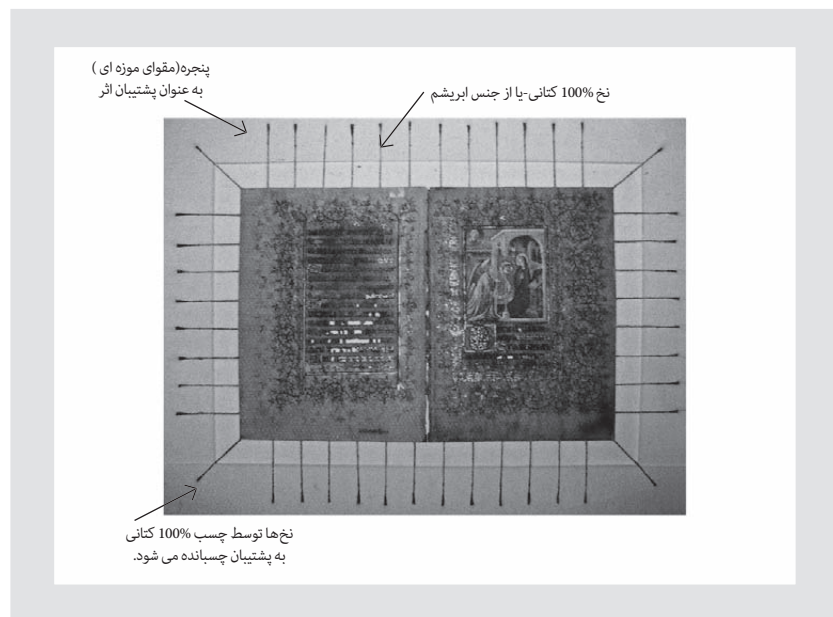 پنجره(مقوای موزه ای )
به عنوان پشتیبان اثر
نخ 100% کتانی-یا از جنس ابریشم
نخ‌ها توسط چسب 100% کتانی
به پشتیبان چسبانده می شود.